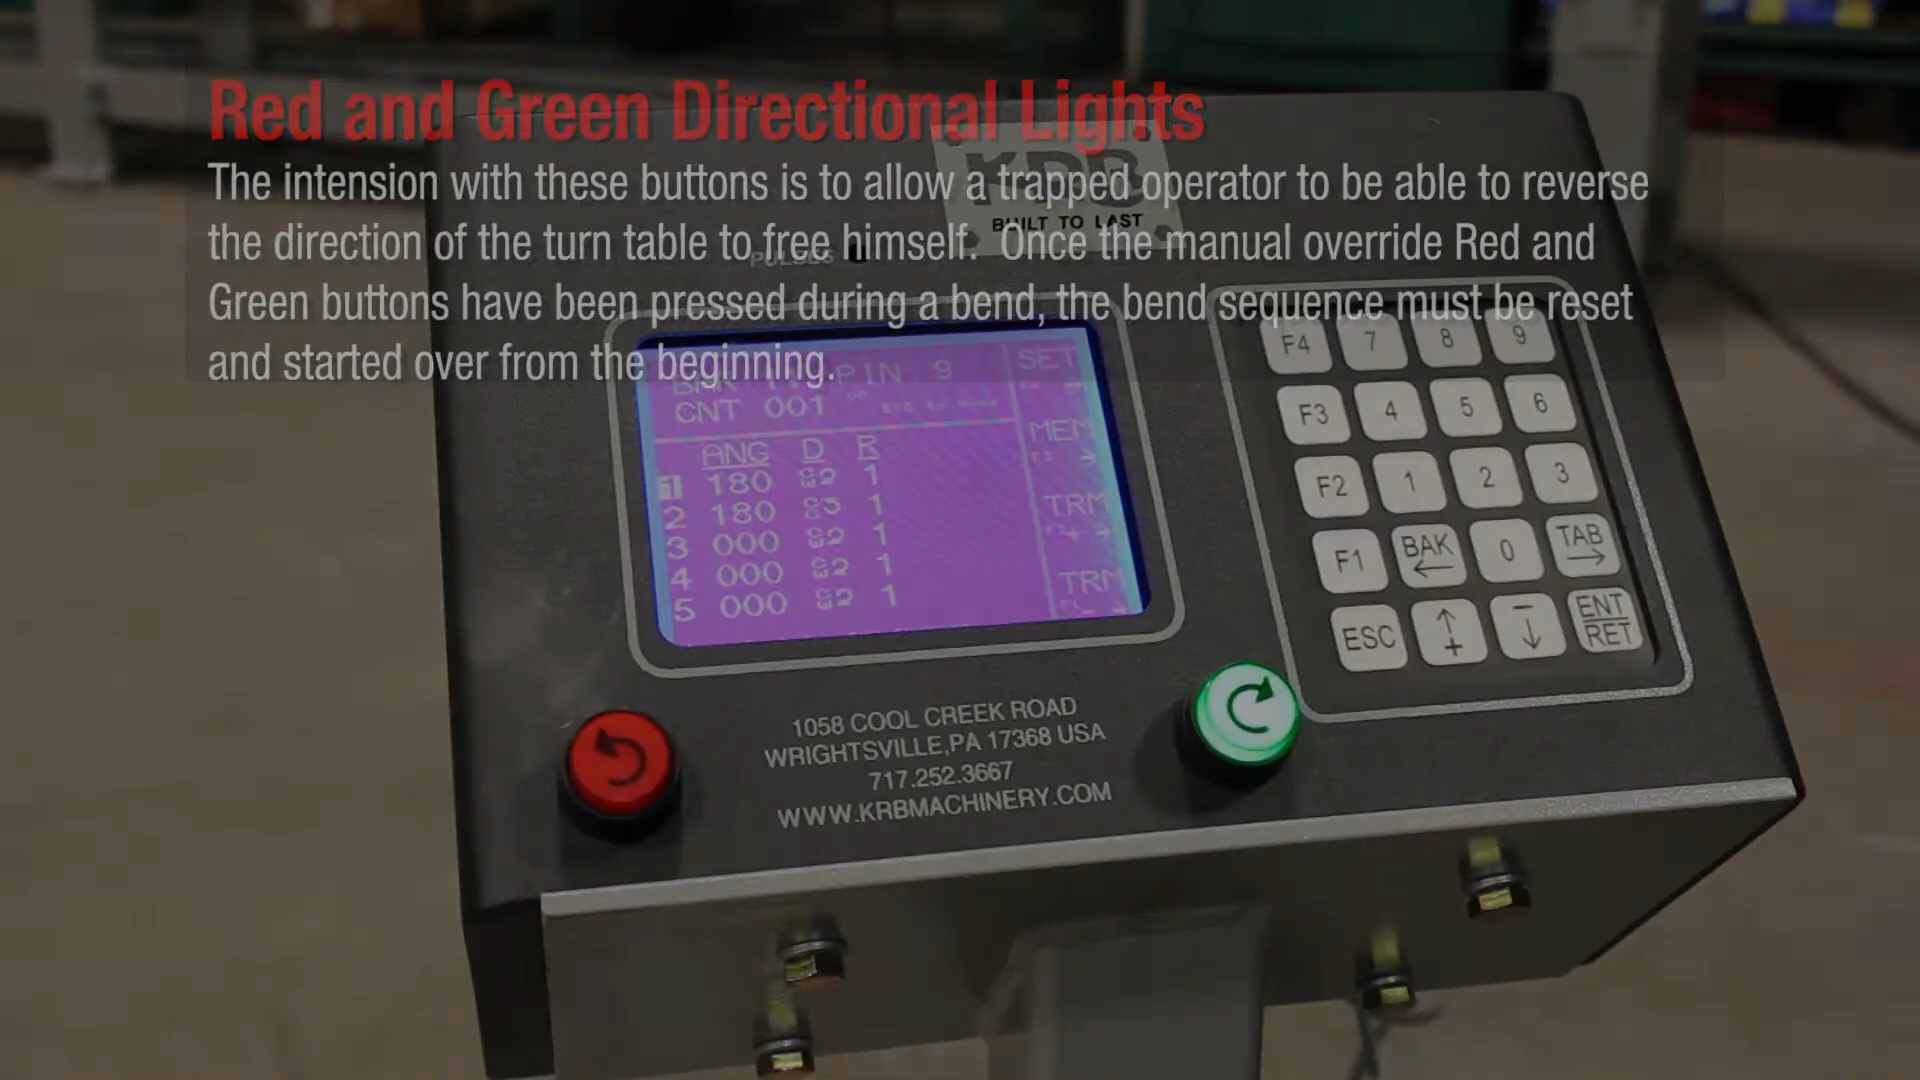 Red and Green Directional Lights
The intension with these buttons is to allow a trapped operator to be able to reverse
the direction of the turn table to free himself. Once the manual override Red and
Green buttons have been pressed during a bend, the bend sequence must be reset
and started over from the beginning.
KRB
BUILT TO LAST
PULSES
PIN 9
CNT 001
ANG D R
1 180 1
2 180 1
3 000 1
4 000 1
5 000 1
SET
MEM
TRM
TRM
F4 7 8 9
F3 4 5 6
F2 1 2 3
F1 BAK 0 TAB
ESC + - ENT
RET
1058 COOL CREEK ROAD
WRIGHTSVILLE,PA 17368 USA
717.252.3667
WWW.KRBMACHINERY.COM